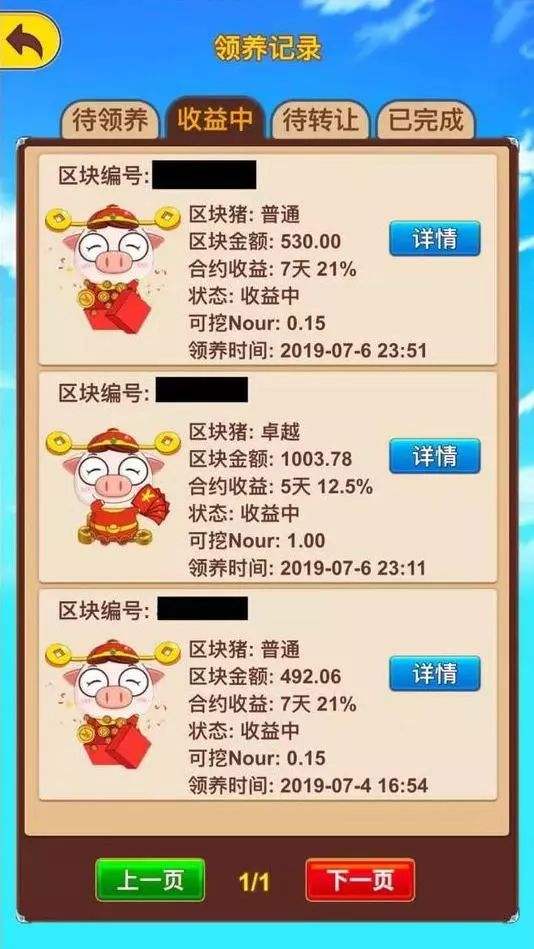 领养记录
待领养 收益中 待转让 已完成
区块编号:
区块猪: 普通
区块金额: 530.00
详情
合约收益: 7天 21%
状态: 收益中
可挖Nour: 0.15
领养时间: 2019-07-6 23:51
区块编号:
区块猪: 卓越
区块金额: 1003.78
详情
合约收益: 5天 12.5%
状态: 收益中
可挖Nour: 1.00
领养时间: 2019-07-6 23:11
区块编号:
区块猪: 普通
区块金额: 492.06
详情
合约收益: 7天 21%
状态: 收益中
可挖Nour: 0.15
领养时间: 2019-07-4 16:54
上一页 1/1 下一页